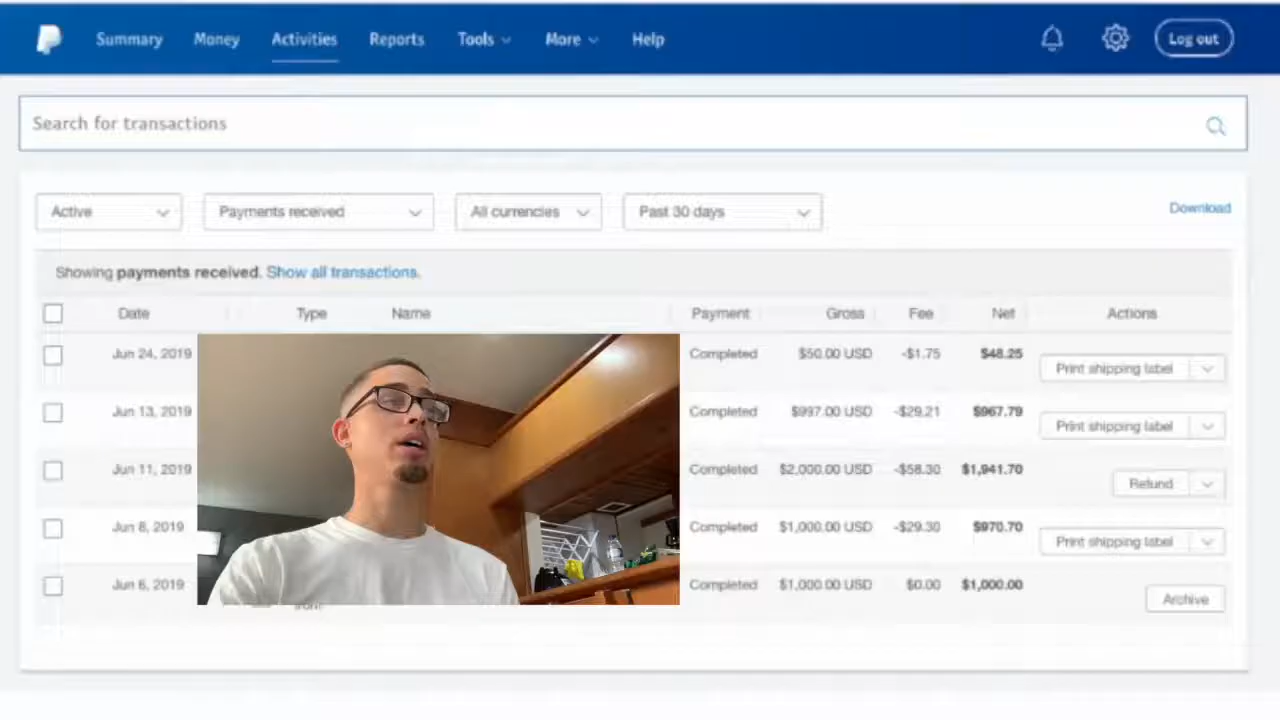 Summary Money Activities Reports Tools More Help Log out
Search for transactions
Active Payments received All currencies Past 30 days Download
Showing payments received. Show all transactions.
Date Type Name Payment Gross Fee Net Actions
Jun 24, 2019 Completed $50.00 USD -$1.75 $48.25 Print shipping label
Jun 13, 2019 Completed $997.00 USD -$29.21 $967.79 Print shipping label
Jun 11, 2019 Completed $2,000.00 USD -$58.30 $1,941.70 Refund
Jun 8, 2019 Completed $1,000.00 USD -$29.30 $970.70 Print shipping label
Jun 6, 2019 Completed $1,000.00 USD $0.00 $1,000.00 Archive